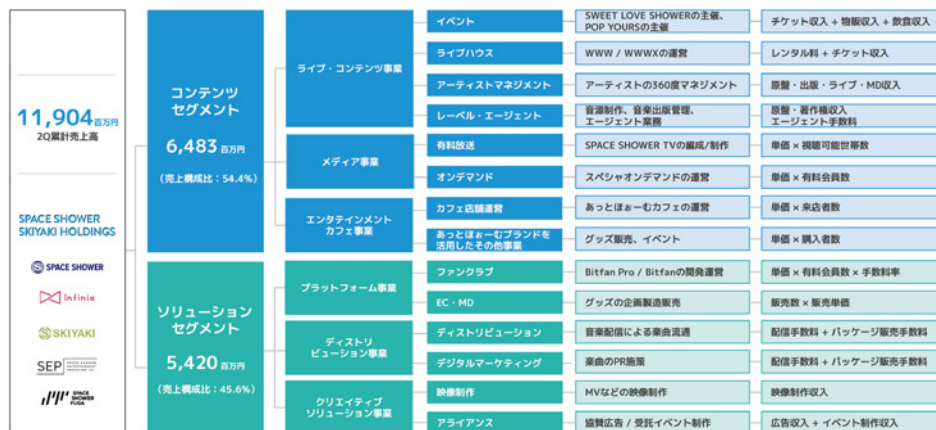 11,904百万円
2Q累計売上高
SPACE SHOWER
SKIYAKI HOLDINGS
SPACE SHOWER
Infinia
SKIYAKI
SEP
SPACE SHOWER
FUGA
コンテンツ
セグメント
6,483百万円
(売上構成比:54.4%)
ライブ・コンテンツ事業
イベント
SWEET LOVE SHOWERの主催、
POP YOURSの主催
チケット収入 + 物販収入 + 飲食収入
ライブハウス
WWW / WWWXの運営
レンタル料 + チケット収入
アーティストマネジメント
アーティストの360度マネジメント
原盤・出版・ライブ・MD収入
レーベル・エージェント
音源制作、音楽出版管理、
エージェント業務
原盤・著作権収入
エージェント手数料
メディア事業
有料放送
SPACE SHOWER TVの編成/制作
単価 × 視聴可能世帯数
オンデマンド
スペシャオンデマンドの運営
単価 × 有料会員数
エンタテインメント
カフェ事業
カフェ店舗運営
あっとほぉーむカフェの運営
単価 × 来店者数
あっとほぉーむブランドを
活用したその他事業
グッズ販売、イベント
単価 × 購入者数
ソリューション
セグメント
5,420百万円
(売上構成比:45.6%)
プラットフォーム事業
ファンクラブ
Bitfan Pro / Bitfanの開発運営
単価 × 有料会員数 × 手数料率
EC・MD
グッズの企画製造販売
販売数 × 販売単価
ディストリ
ビューション事業
ディストリビューション
音楽配信による楽曲流通
配信手数料 + パッケージ販売手数料
デジタルマーケティング
楽曲のPR施策
配信手数料 + パッケージ販売手数料
クリエイティブ
ソリューション事業
映像制作
MVなどの映像制作
映像制作収入
アライアンス
協賛広告 / 受託イベント制作
広告収入 + イベント制作収入